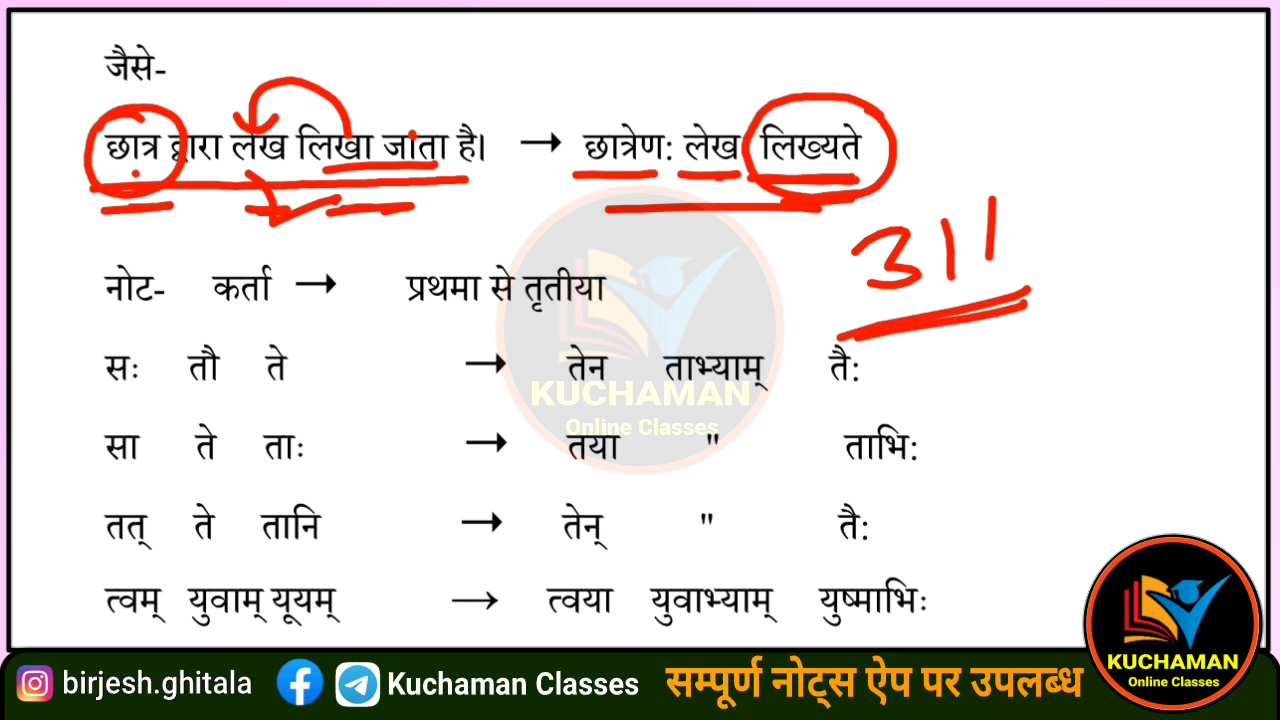 जैसे-
छात्र द्वारा लेख लिखा जाता है। → छात्रेण: लेख लिख्यते
311
नोट- कर्ता → प्रथमा से तृतीया
सः तौ ते → तेन ताभ्याम् तै:
KUCHAMAN
Online Classes
सा ते ताः → तया " ताभि:
तत् ते तानि → तेन् " तै:
त्वम् युवाम् यूयम् → त्वया युवाभ्याम् युष्माभिः
KUCHAMAN
Online Classes
birjesh.ghitala Kuchaman Classes सम्पूर्ण नोट्स ऐप पर उपलब्ध